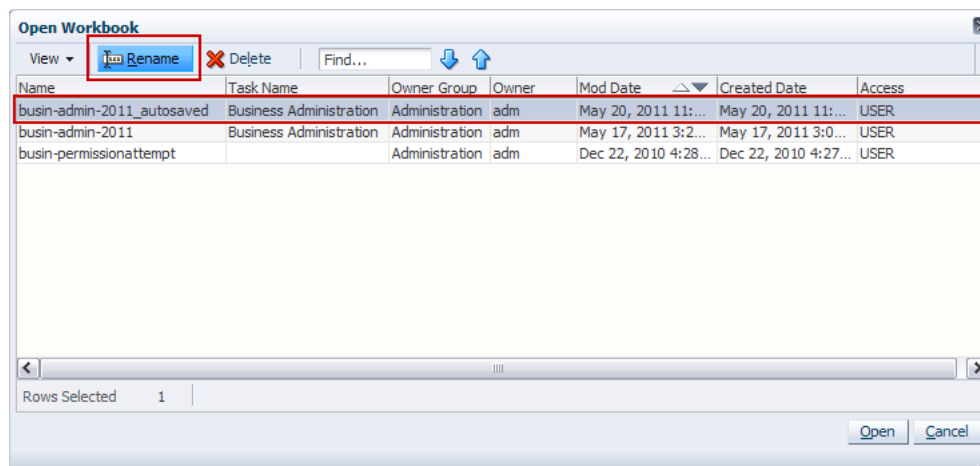 Open Workbook
View Rename Delete Find...
Name Task Name Owner Group Owner Mod Date Created Date Access
busin-admin-2011_autosaved Business Administration Administration adm May 20, 2011 11:... May 20, 2011 11:... USER
busin-admin-2011 Business Administration Administration adm May 17, 2011 3:2... May 17, 2011 3:0... USER
busin-permissionattempt Administration adm Dec 22, 2010 4:28... Dec 22, 2010 4:27... USER
Rows Selected 1
Open Cancel